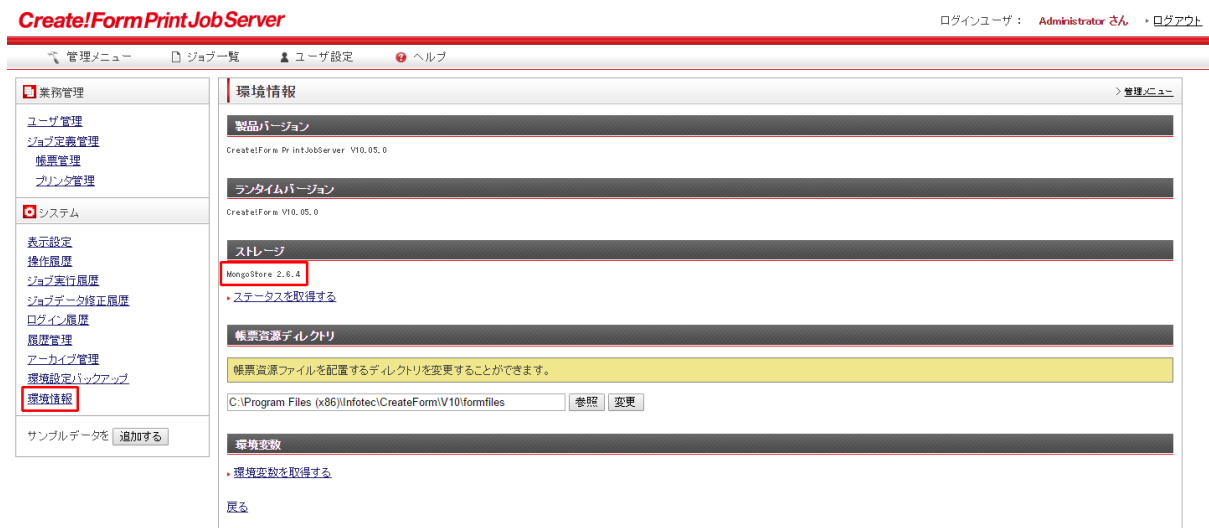 Create!Form PrintJobServer
ログインユーザ： Administrator さん ログアウト
管理メニュー ジョブ一覧 ユーザ設定 ヘルプ
業務管理
ユーザ管理
ジョブ定義管理
帳票管理
プリンタ管理
システム
表示設定
操作履歴
ジョブ実行履歴
ジョブデータ修正履歴
ログイン履歴
履歴管理
アーカイブ管理
環境設定バックアップ
環境情報
サンプルデータを 追加する
環境情報
＞管理メニュー
製品バージョン
Create!Form PrintJobServer V10.05.0
ランタイムバージョン
Create!Form V10.05.0
ストレージ
MongoStore 2.6.4
ステータスを取得する
帳票資源ディレクトリ
帳票資源ファイルを配置するディレクトリを変更することができます。
C:\Program Files (x86)\Infotec\CreateForm\V10\formfiles 参照 変更
環境変数
環境変数を取得する
戻る